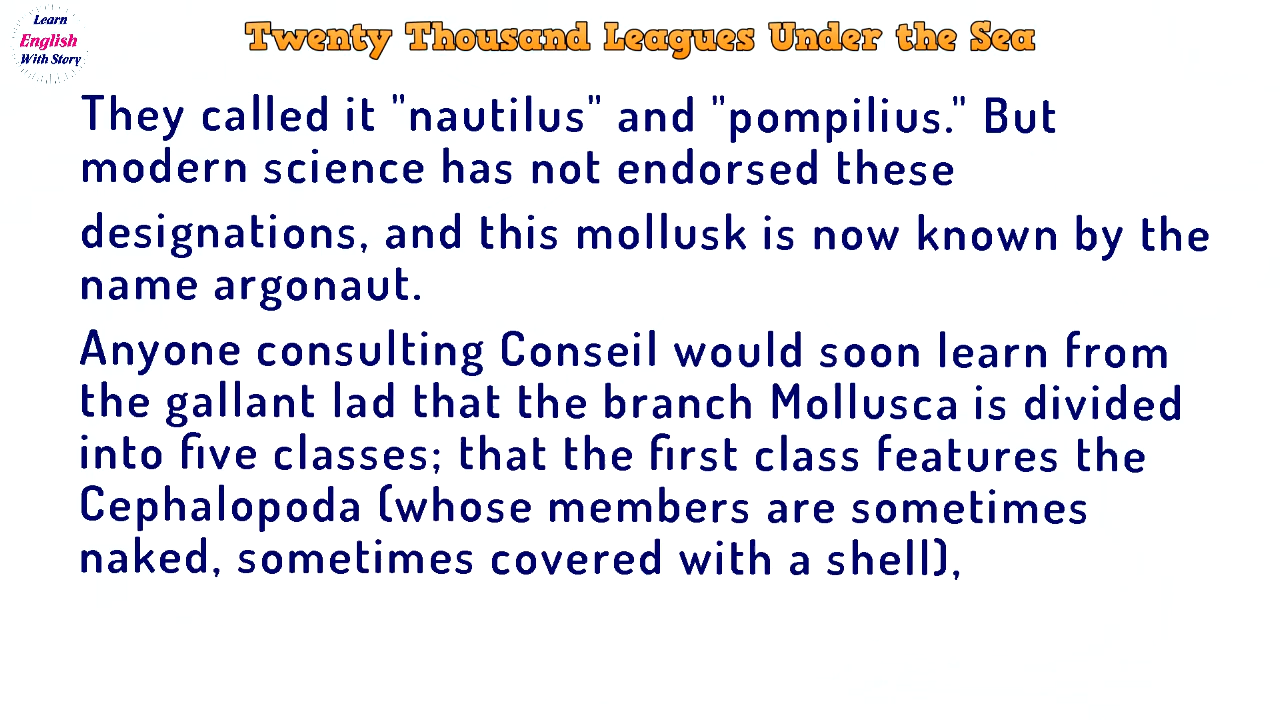 Learn
English
With Story
Twenty Thousand Leagues Under the Sea
They called it "nautilus" and "pompilius." But
modern science has not endorsed these
designations, and this mollusk is now known by the
name argonaut.
Anyone consulting Conseil would soon learn from
the gallant lad that the branch Mollusca is divided
into five classes; that the first class features the
Cephalopoda (whose members are sometimes
naked, sometimes covered with a shell),